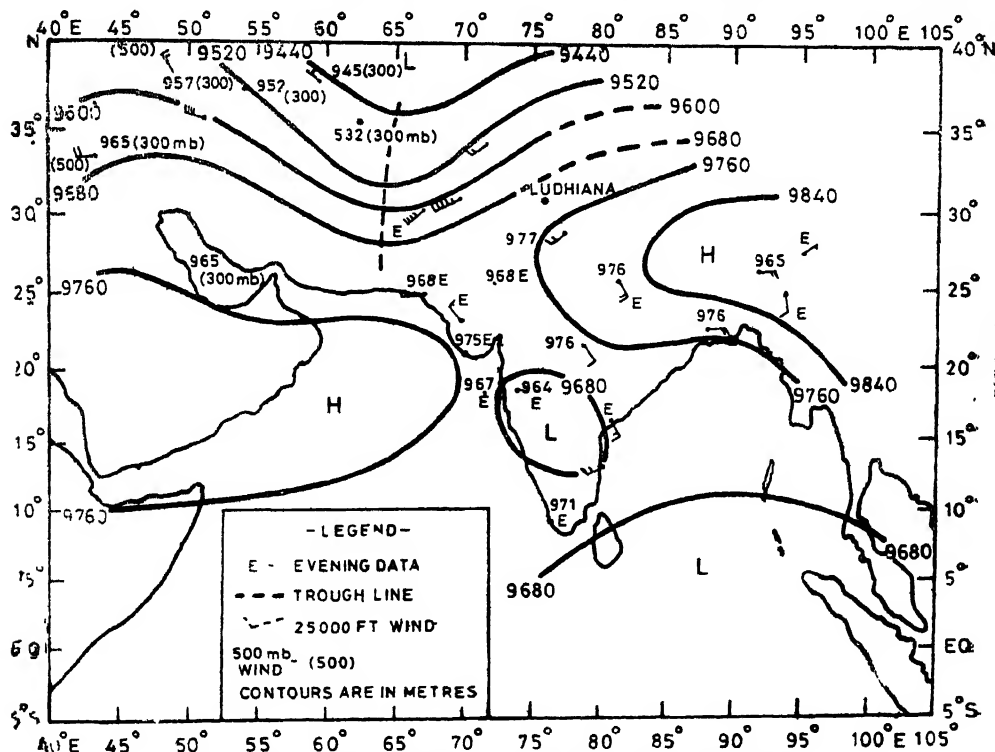 40°E 45° 50° 55° 60° 65° 70° 75° 80° 85° 90° 95° 100° E 105°
N 40°N
(500) 9520 9440 L 9440
945(300)
957(300) 952 (300) 9520
9600 9600
35° 532(300mb) 35°
965(300mb) 9680
(500) 9760
9680 LUDHIANA 9840
30° E 30°
977 H E
965 (300mb) 968E 968E 976 965
9760 E
25° E 25°
975E 976 976
20° 967 964 9680 9760 9840 20°
H E E E
L
15° 15°
10° 971 10°
9760 E 9680
-LEGEND- L
E - EVENING DATA 9680
5° --- TROUGH LINE 5°
25000 FT WIND
500 mb WIND - (500) EQ
CONTOURS ARE IN METRES
5°S 5°S
40°E 45° 50° 55° 60° 65° 70° 75° 80° 85° 90° 95° 100°E 105°